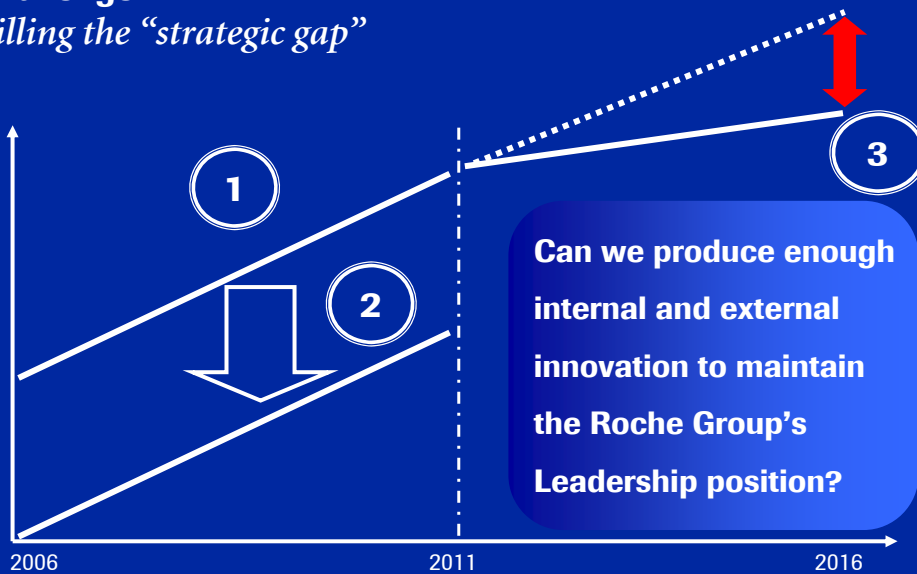 illing the “strategic gap”
1
2
3
Can we produce enough
internal and external
innovation to maintain
the Roche Group’s
Leadership position?
2006
2011
2016